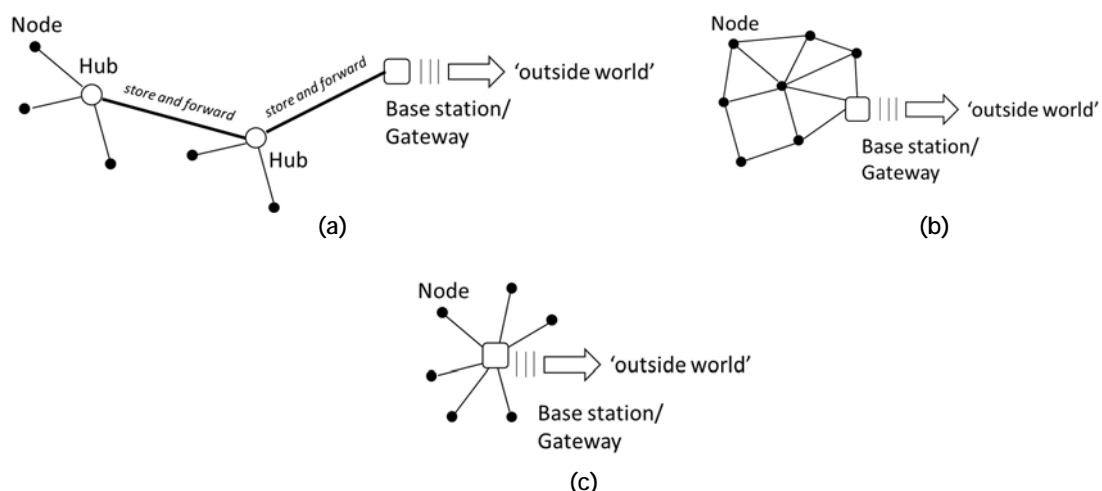 Node
Hub
store and forward
store and forward
Hub
'outside world'
Base station/
Gateway
(a)
Node
'outside world'
Base station/
Gateway
(b)
Node
'outside world'
Base station/
Gateway
(c)